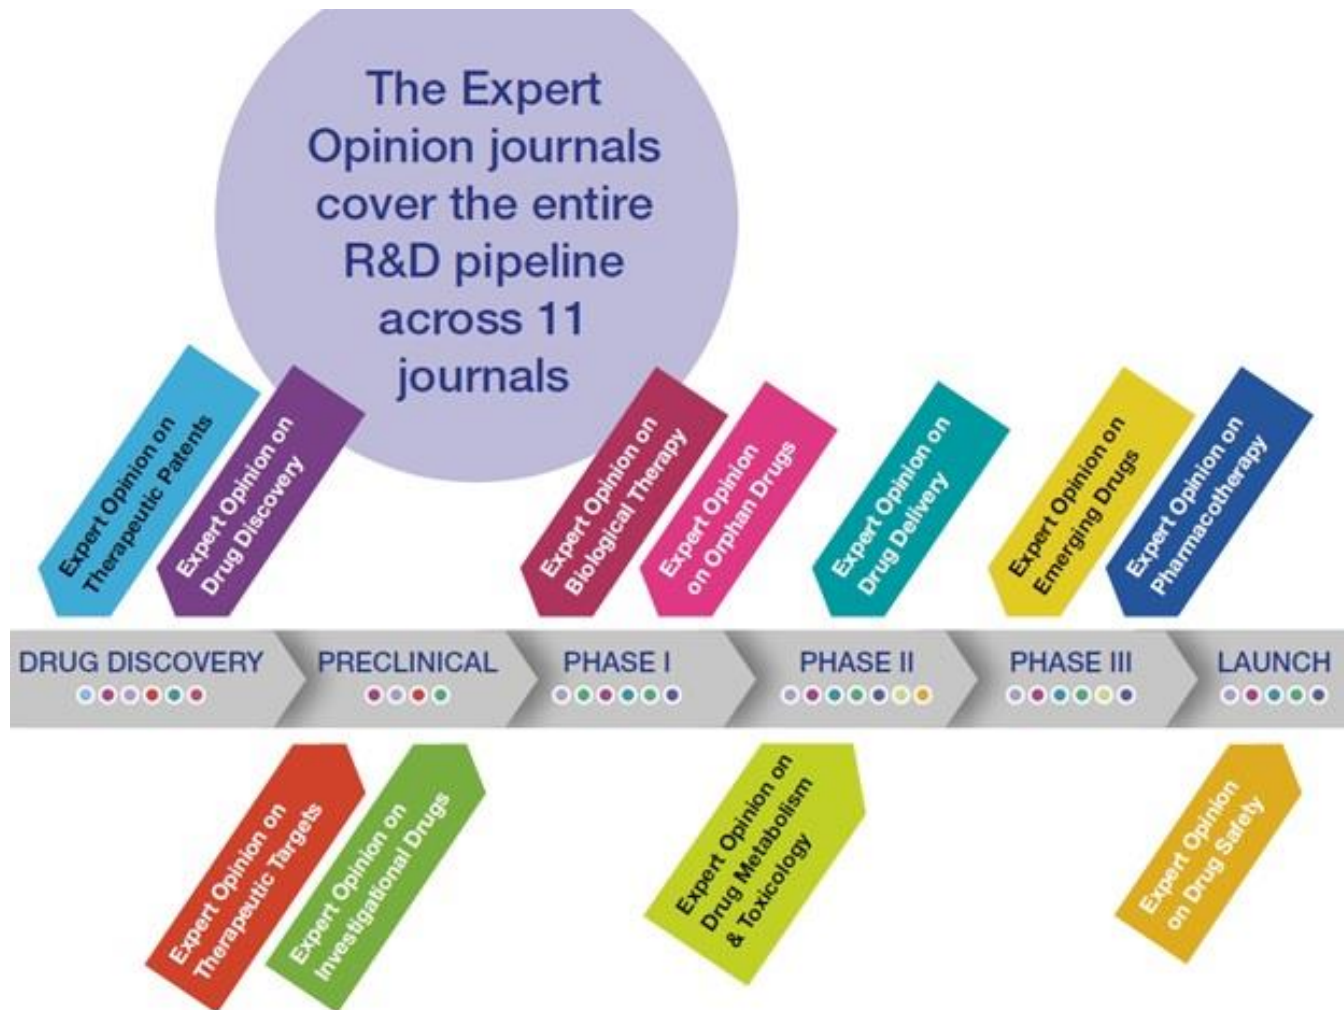 The Expert
Opinion journals
cover the entire
R&D pipeline
across 11
journals
Expert Opinion on
Therapeutic Patents
Expert Opinion on
Drug Discovery
Expert Opinion on
Biological Therapy
Expert Opinion
on Orphan Drugs
Expert Opinion on
Drug Delivery
Expert Opinion on
Emerging Drugs
Expert Opinion on
Pharmacotherapy
DRUG DISCOVERY
PRECLINICAL
PHASE I
PHASE II
PHASE III
LAUNCH
Expert Opinion on
Therapeutic Targets
Expert Opinion on
Investigational Drugs
Expert Opinion on
Drug Metabolism
& Toxicology
Expert Opinion
on Drug Safety